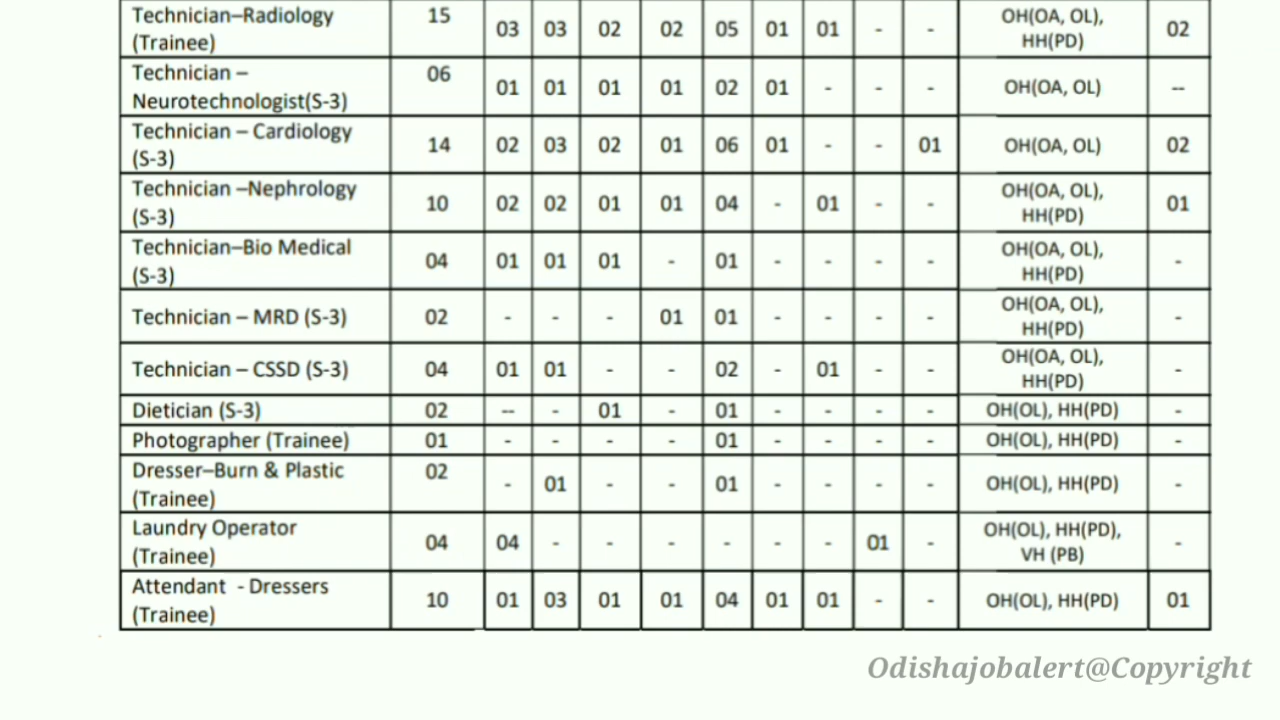 Technician–Radiology (Trainee) 15 03 03 02 02 05 01 01 - - OH(OA, OL), HH(PD) 02
Technician – Neurotechnologist(S-3) 06 01 01 01 01 02 01 - - - OH(OA, OL) --
Technician – Cardiology (S-3) 14 02 03 02 01 06 01 - - 01 OH(OA, OL) 02
Technician –Nephrology (S-3) 10 02 02 01 01 04 - 01 - - OH(OA, OL), HH(PD) 01
Technician–Bio Medical (S-3) 04 01 01 01 - 01 - - - - OH(OA, OL), HH(PD) -
Technician – MRD (S-3) 02 - - - 01 01 - - - - OH(OA, OL), HH(PD) -
Technician – CSSD (S-3) 04 01 01 - - 02 - 01 - - OH(OA, OL), HH(PD) -
Dietician (S-3) 02 -- - 01 - 01 - - - - OH(OL), HH(PD) -
Photographer (Trainee) 01 - - - - 01 - - - - OH(OL), HH(PD) -
Dresser–Burn & Plastic (Trainee) 02 - 01 - - 01 - - - - OH(OL), HH(PD) -
Laundry Operator (Trainee) 04 04 - - - - - - 01 - OH(OL), HH(PD), VH (PB) -
Attendant - Dressers (Trainee) 10 01 03 01 01 04 01 01 - - OH(OL), HH(PD) 01
Odishajobalert@Copyright